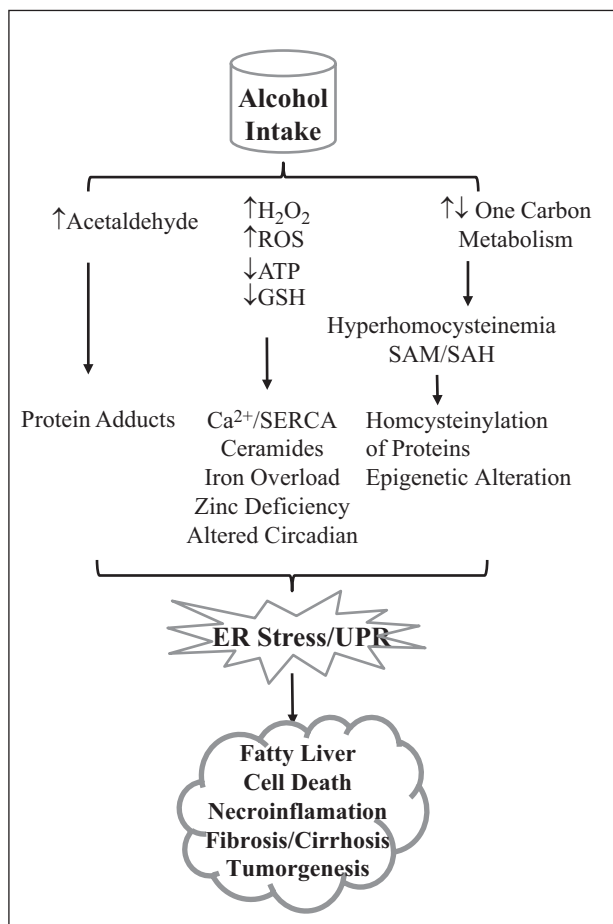 Alcohol
Intake
↑Acetaldehyde
↑H₂O₂
↑ROS
↓ATP
↓GSH
↑↓ One Carbon
Metabolism
Hyperhomocysteinemia
SAM/SAH
Protein Adducts
Ca²⁺/SERCA
Ceramides
Iron Overload
Zinc Deficiency
Altered Circadian
Homcysteinylation
of Proteins
Epigenetic Alteration
ER Stress/UPR
Fatty Liver
Cell Death
Necroinflamation
Fibrosis/Cirrhosis
Tumorgenesis